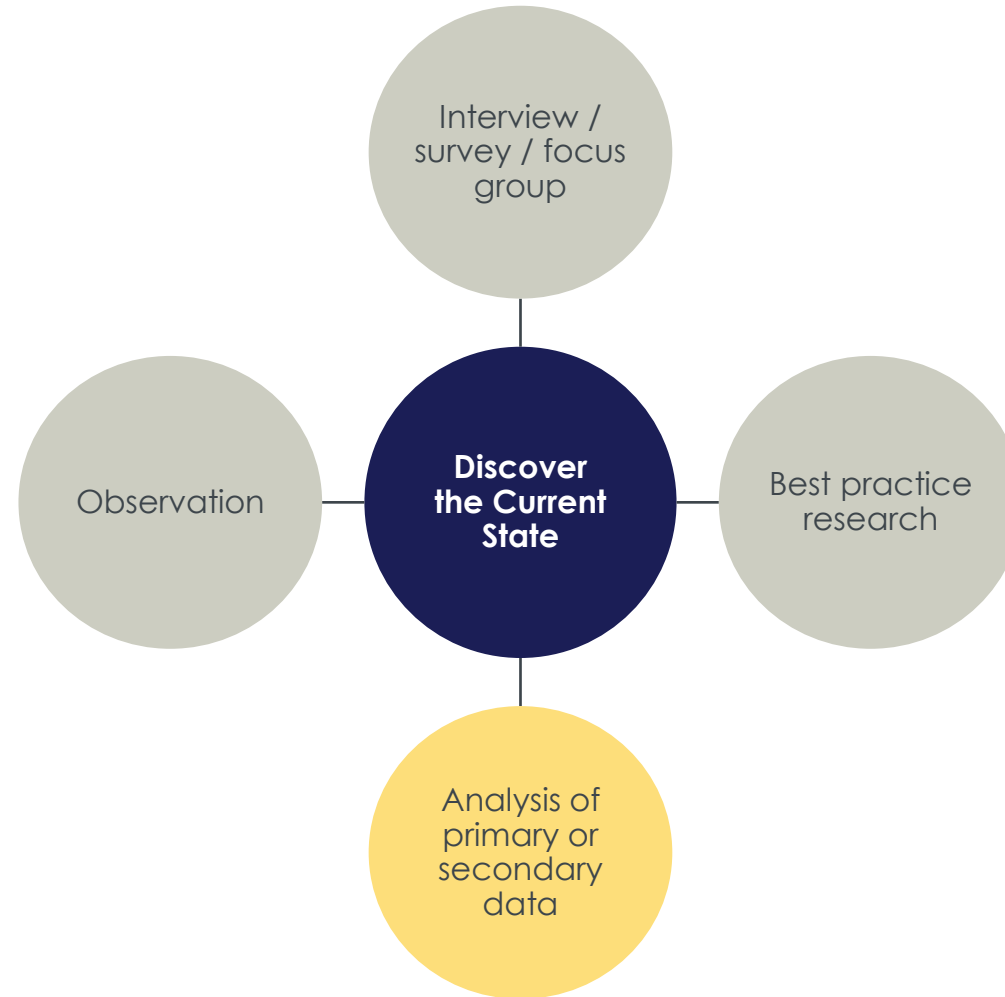 Interview /
survey / focus
group
Observation
Discover
the Current
State
Best practice
research
Analysis of
primary or
secondary
data